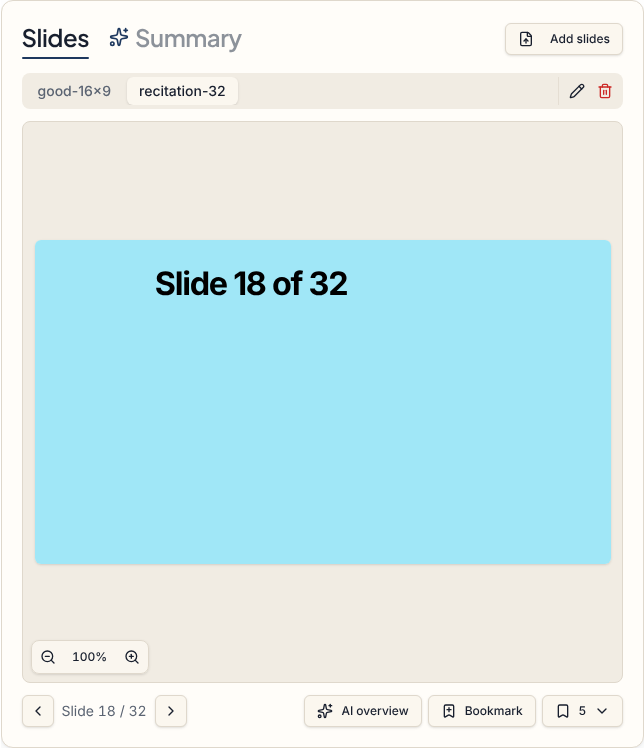 Slides Summary Add slides
good-16×9 recitation-32
Slide 18 of 32
100%
Slide 18 / 32 AI overview Bookmark 5